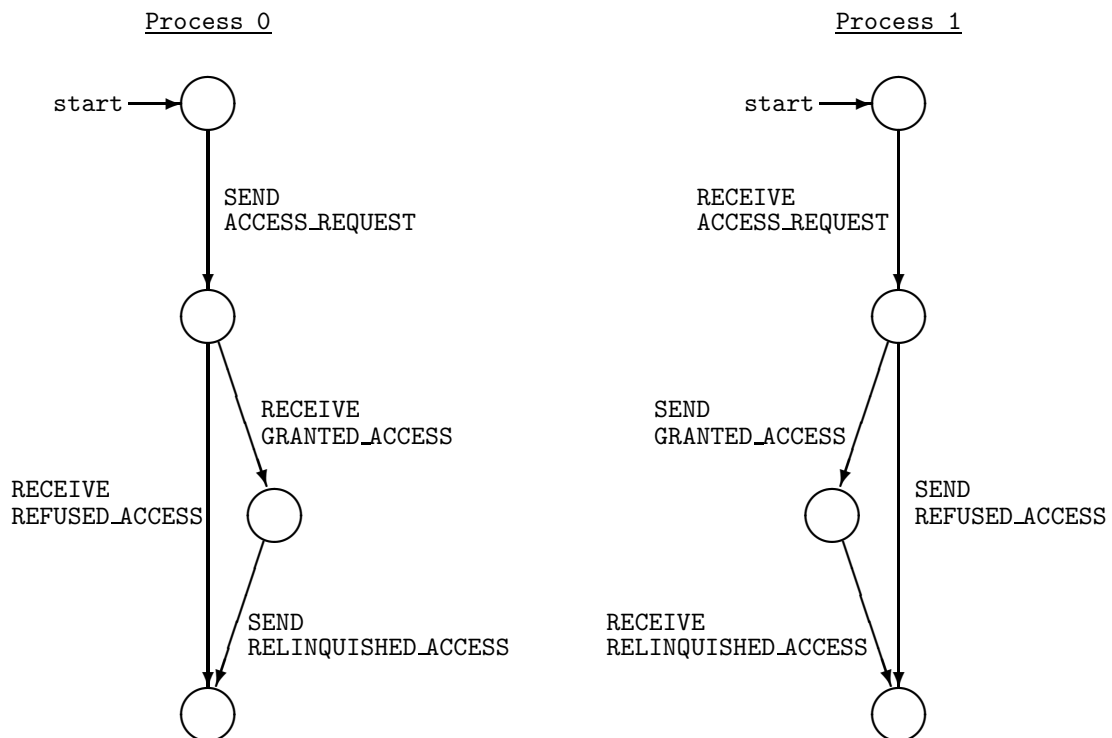 Process 0
Process 1
start
start
SEND
ACCESS_REQUEST
RECEIVE
ACCESS_REQUEST
RECEIVE
GRANTED_ACCESS
SEND
GRANTED_ACCESS
RECEIVE
REFUSED_ACCESS
SEND
REFUSED_ACCESS
SEND
RELINQUISHED_ACCESS
RECEIVE
RELINQUISHED_ACCESS